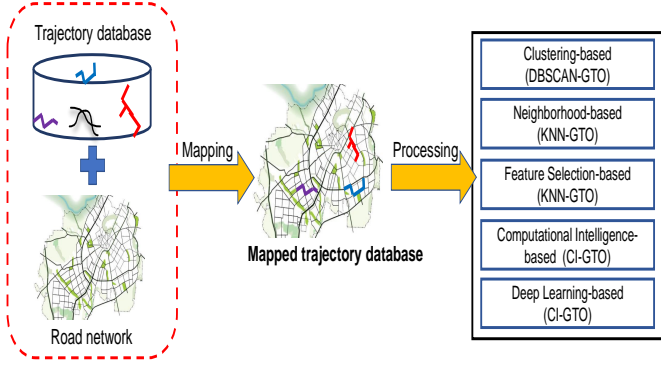 Trajectory database
Road network
Mapping
Mapped trajectory database
Processing
Clustering-based
(DBSCAN-GTO)
Neighborhood-based
(KNN-GTO)
Feature Selection-based
(KNN-GTO)
Computational Intelligence-
based (CI-GTO)
Deep Learning-based
(CI-GTO)